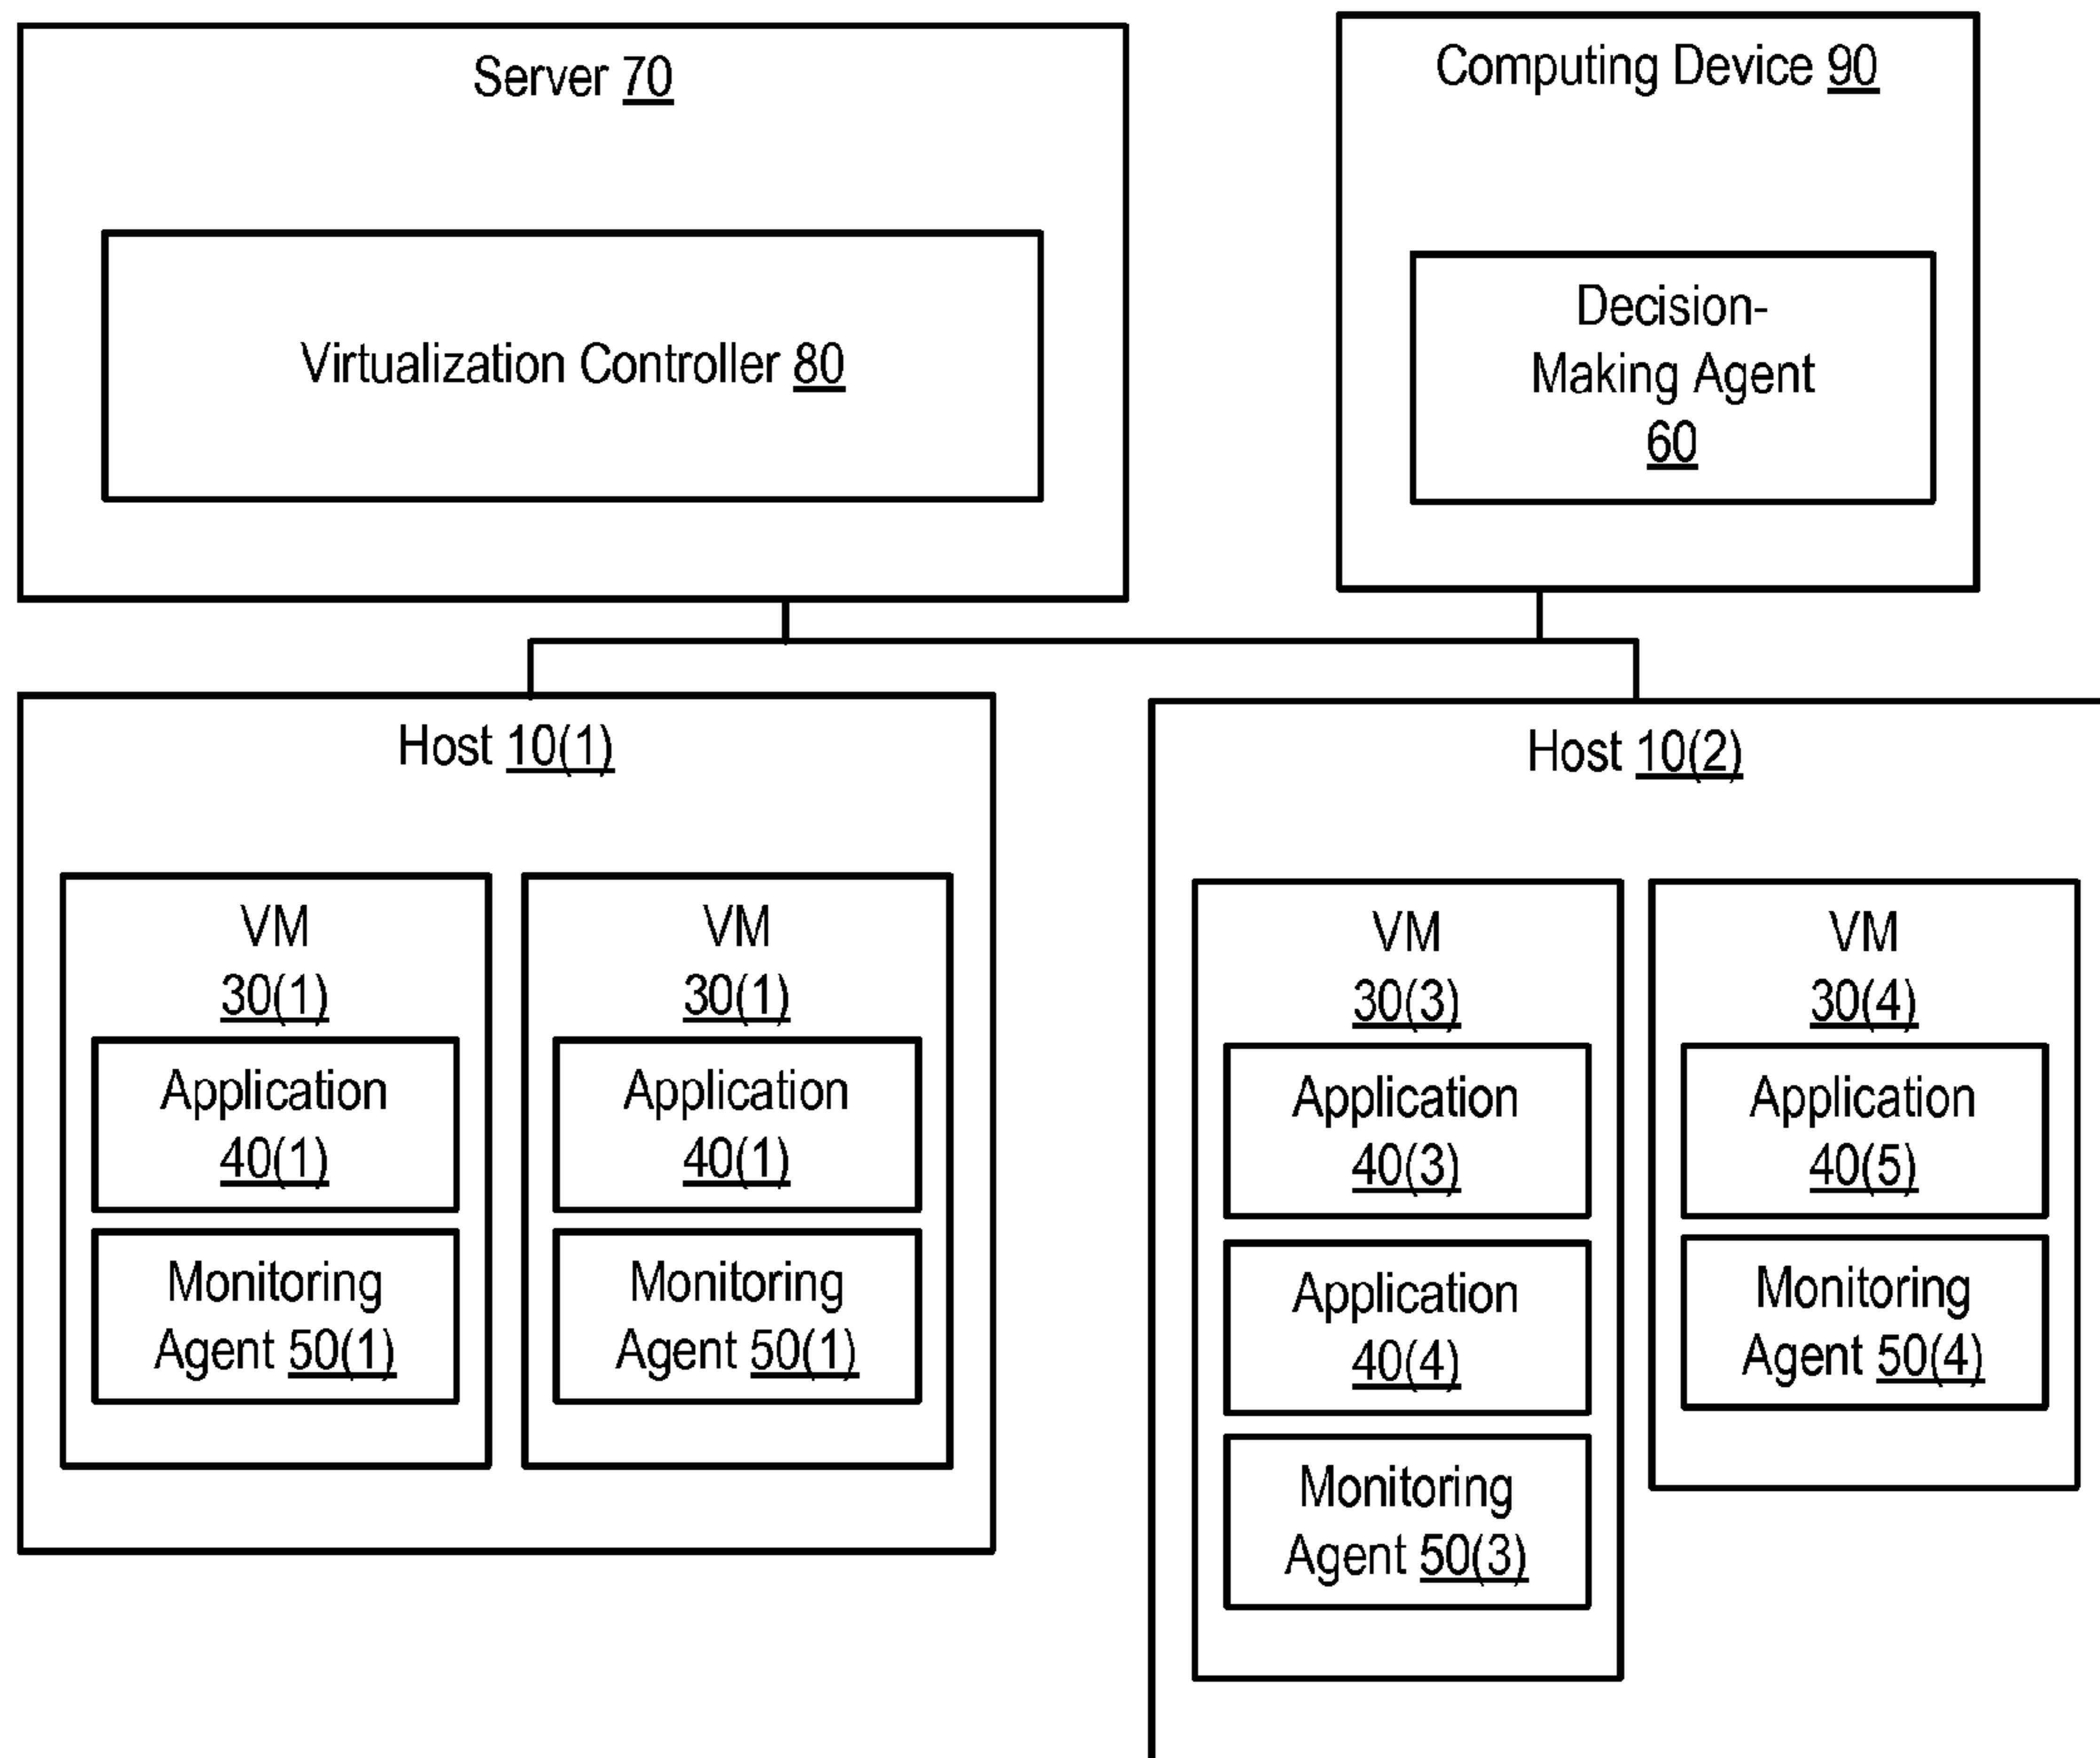 Server 70
Virtualization Controller 80
Computing Device 90
Decision-
Making Agent
60
Host 10(1)
VM
30(1)
Application
40(1)
Monitoring
Agent 50(1)
VM
30(1)
Application
40(1)
Monitoring
Agent 50(1)
Host 10(2)
VM
30(3)
Application
40(3)
Application
40(4)
Monitoring
Agent 50(3)
VM
30(4)
Application
40(5)
Monitoring
Agent 50(4)